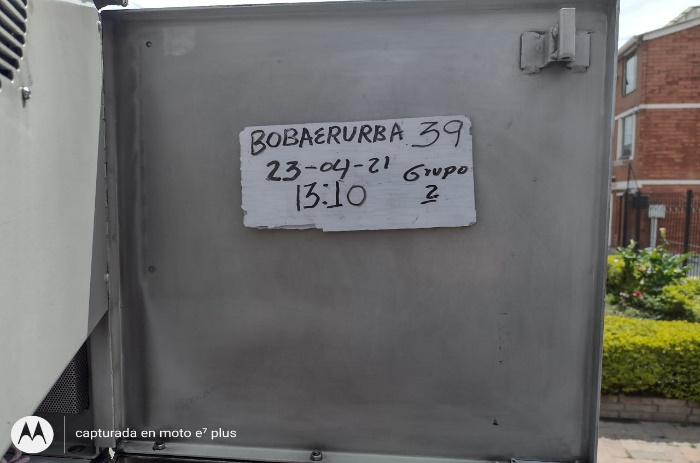 BOBAERURBA 39
23-04-21 Grupo
13:10 2
capturada en moto e⁷ plus